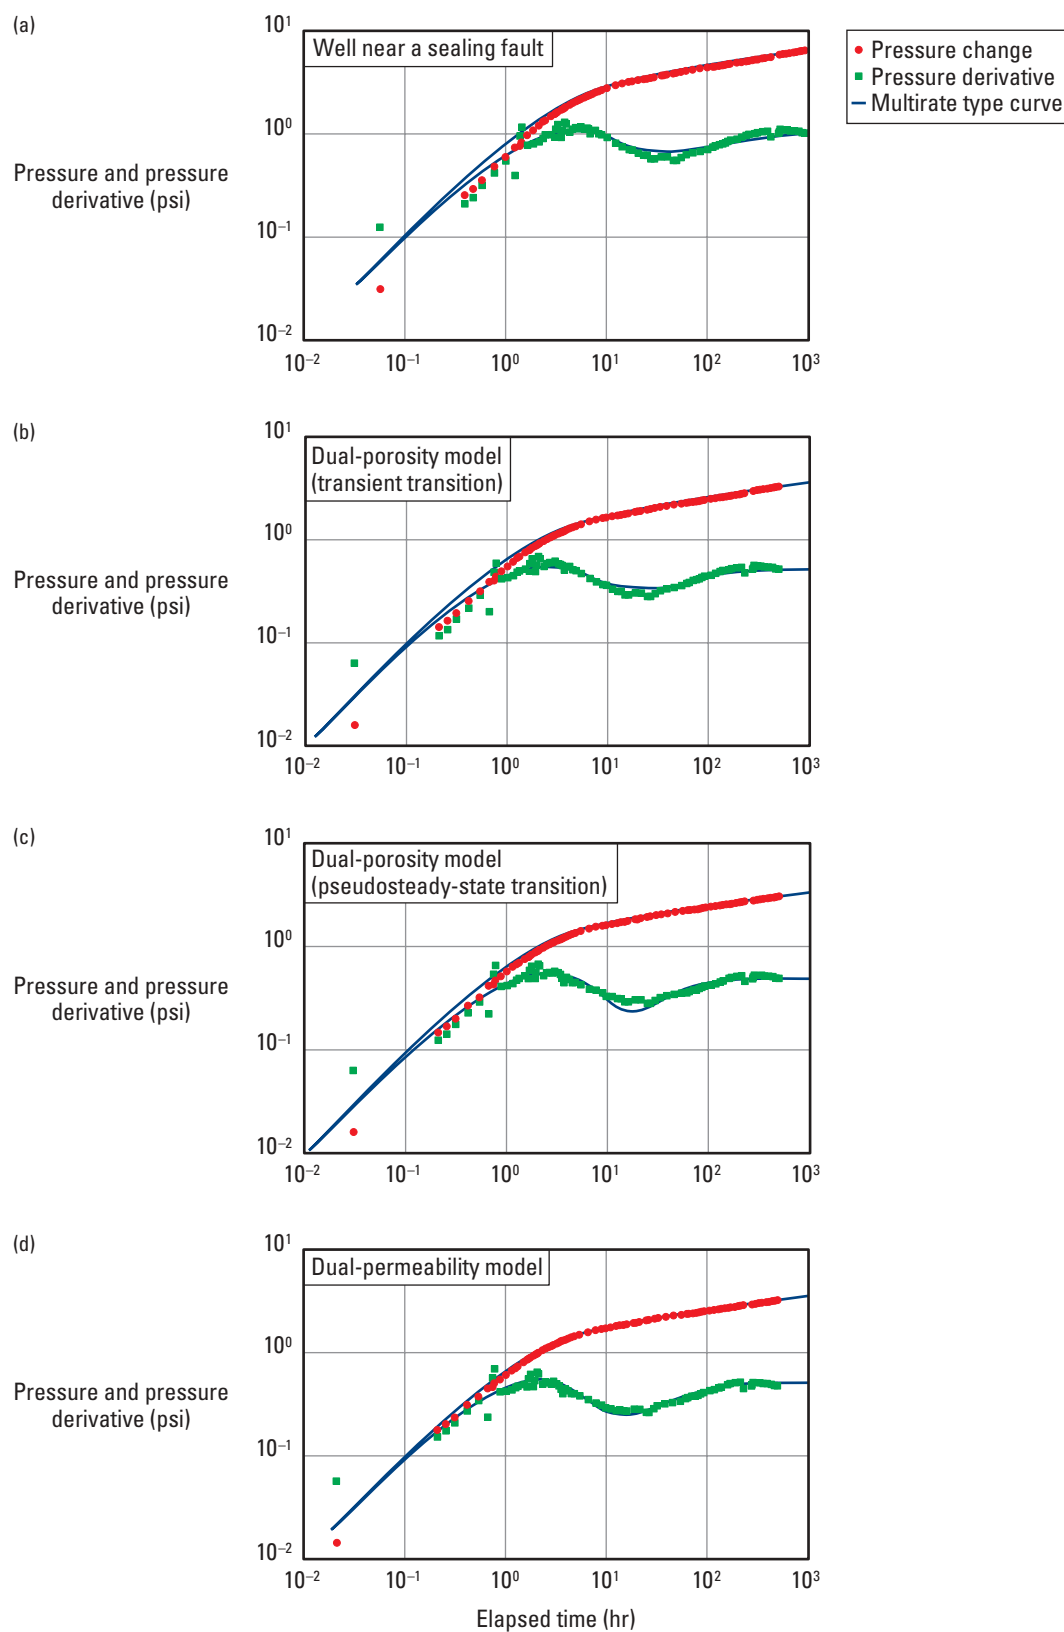 (a)
10¹
Well near a sealing fault
Pressure change
Pressure derivative
Multirate type curve
10⁰
Pressure and pressure
derivative (psi)
10⁻¹
10⁻²
10⁻² 10⁻¹ 10⁰ 10¹ 10² 10³
(b)
10¹
Dual-porosity model
(transient transition)
10⁰
Pressure and pressure
derivative (psi)
10⁻¹
10⁻²
10⁻² 10⁻¹ 10⁰ 10¹ 10² 10³
(c)
10¹
Dual-porosity model
(pseudosteady-state transition)
10⁰
Pressure and pressure
derivative (psi)
10⁻¹
10⁻²
10⁻² 10⁻¹ 10⁰ 10¹ 10² 10³
(d)
10¹
Dual-permeability model
10⁰
Pressure and pressure
derivative (psi)
10⁻¹
10⁻²
10⁻² 10⁻¹ 10⁰ 10¹ 10² 10³
Elapsed time (hr)